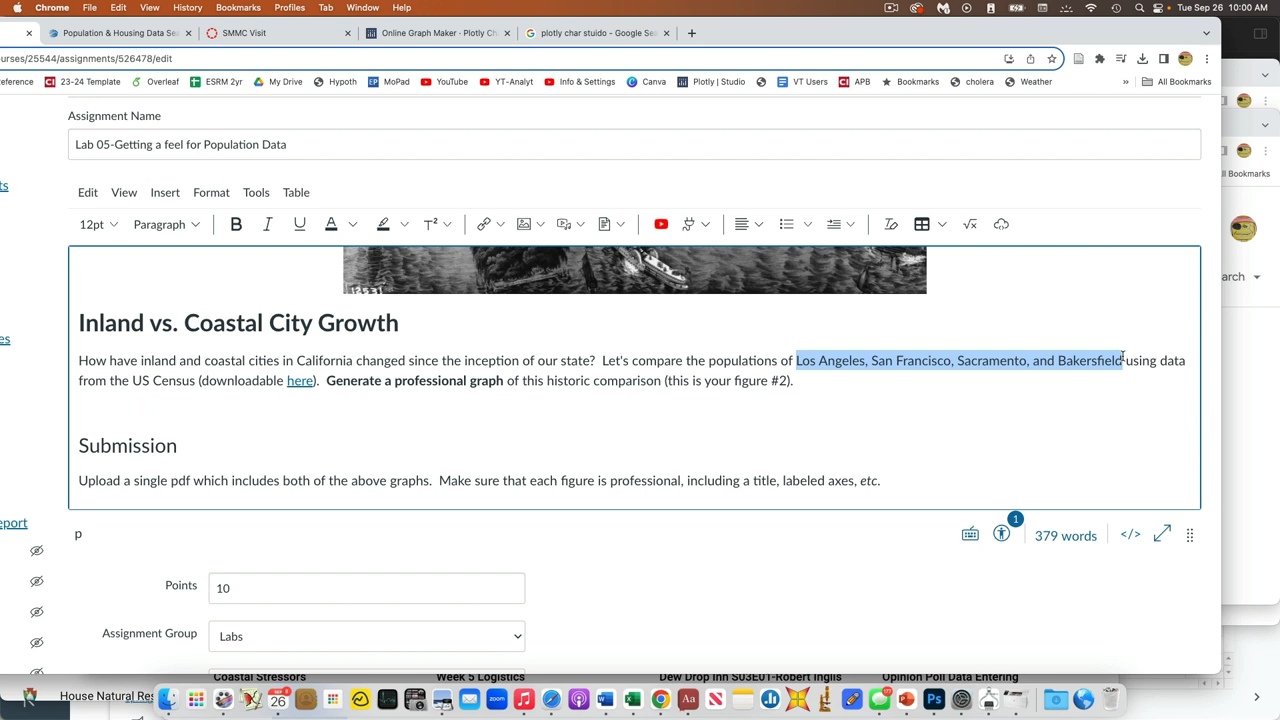 Chrome File Edit View History Bookmarks Profiles Tab Window Help Tue Sep 26 10:00 AM
Population & Housing Data Se SMMC Visit Online Graph Maker · Plotly Ch plotly char stuido - Google Sea
urses/25544/assignments/526478/edit
eference 23-24 Template Overleaf ESRM 2yr My Drive Hypoth MoPad YouTube YT-Analyt Info & Settings Canva Plotly | Studio VT Users APB Bookmarks cholera Weather » All Bookmarks
Assignment Name
Lab 05-Getting a feel for Population Data
ll Bookmarks
ts
Edit View Insert Format Tools Table
12pt Paragraph
arch
Inland vs. Coastal City Growth
es
How have inland and coastal cities in California changed since the inception of our state? Let's compare the populations of Los Angeles, San Francisco, Sacramento, and Bakersfield using data
from the US Census (downloadable here). Generate a professional graph of this historic comparison (this is your figure #2).
Submission
Upload a single pdf which includes both of the above graphs. Make sure that each figure is professional, including a title, labeled axes, etc.
eport
p
1
379 words </>
Points
10
Assignment Group
Labs
Coastal Stressors Week 5 Logistics Dew Drop Inn S03E01-Robert Inglis Opinion Poll Data Entering
House Natural Res